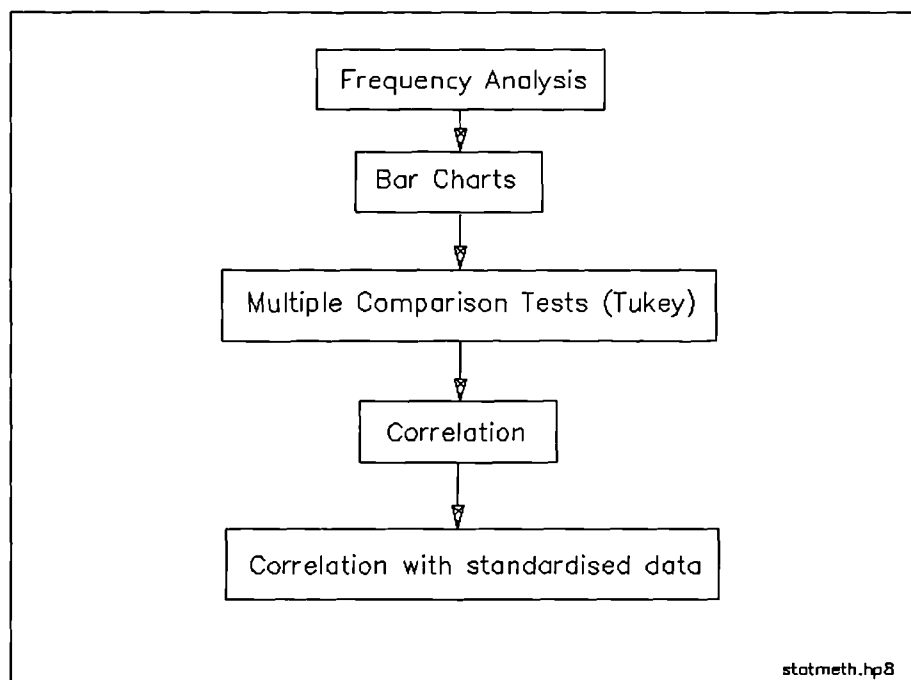 Frequency Analysis
Bar Charts
Multiple Comparison Tests (Tukey)
Correlation
Correlation with standardised data
statmeth.hp8